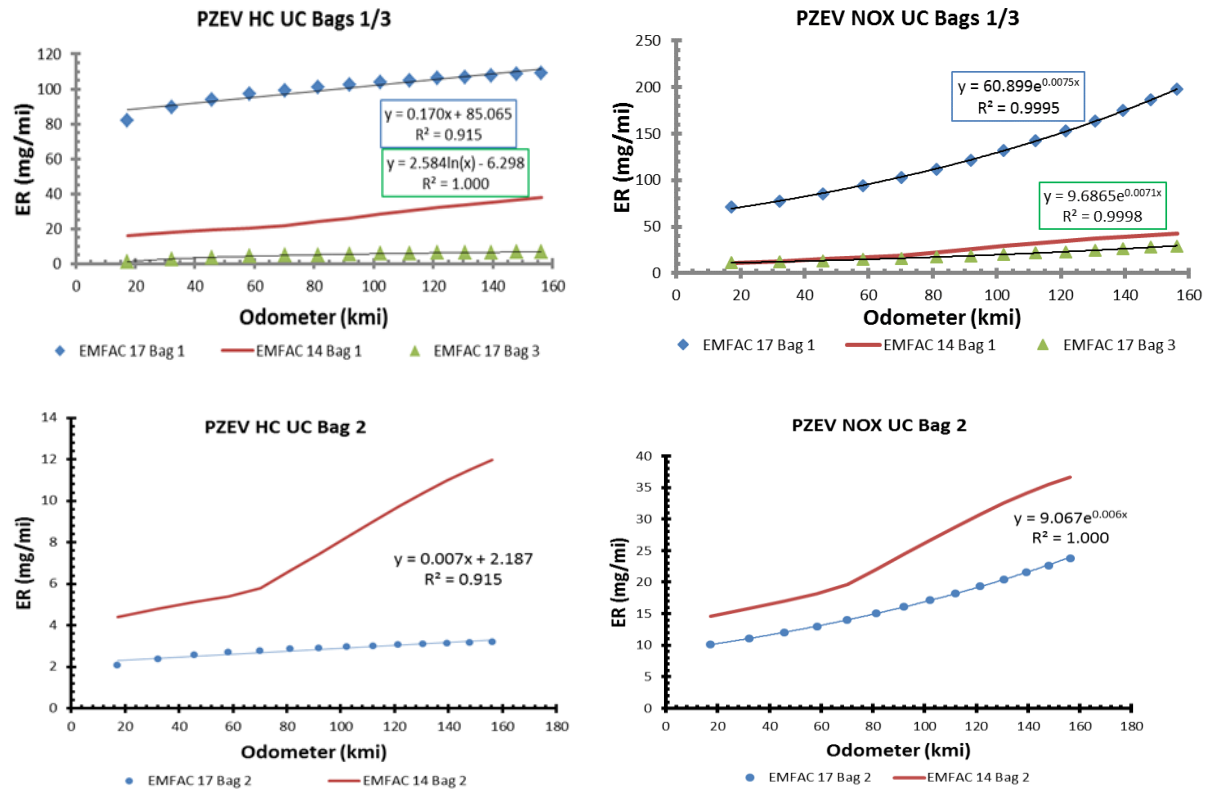 PZEV HC UC Bags 1/3
120
100
80
60
40
20
0
ER (mg/mi)
y = 0.170x + 85.065
R² = 0.915
y = 2.584ln(x) - 6.298
R² = 1.000
0 20 40 60 80 100 120 140 160
Odometer (kmi)
EMFAC 17 Bag 1 EMFAC 14 Bag 1 EMFAC 17 Bag 3
PZEV NOX UC Bags 1/3
250
200
150
100
50
0
ER (mg/mi)
y = 60.899e^0.0075x
R² = 0.9995
y = 9.6865e^0.0071x
R² = 0.9998
0 20 40 60 80 100 120 140 160
Odometer (kmi)
EMFAC 17 Bag 1 EMFAC 14 Bag 1 EMFAC 17 Bag 3
PZEV HC UC Bag 2
14
12
10
8
6
4
2
0
ER (mg/mi)
y = 0.007x + 2.187
R² = 0.915
0 20 40 60 80 100 120 140 160 180
Odometer (kmi)
EMFAC 17 Bag 2 EMFAC 14 Bag 2
PZEV NOX UC Bag 2
40
35
30
25
20
15
10
5
0
ER (mg/mi)
y = 9.067e^0.006x
R² = 1.000
0 20 40 60 80 100 120 140 160 180
Odometer (kmi)
EMFAC 17 Bag 2 EMFAC 14 Bag 2